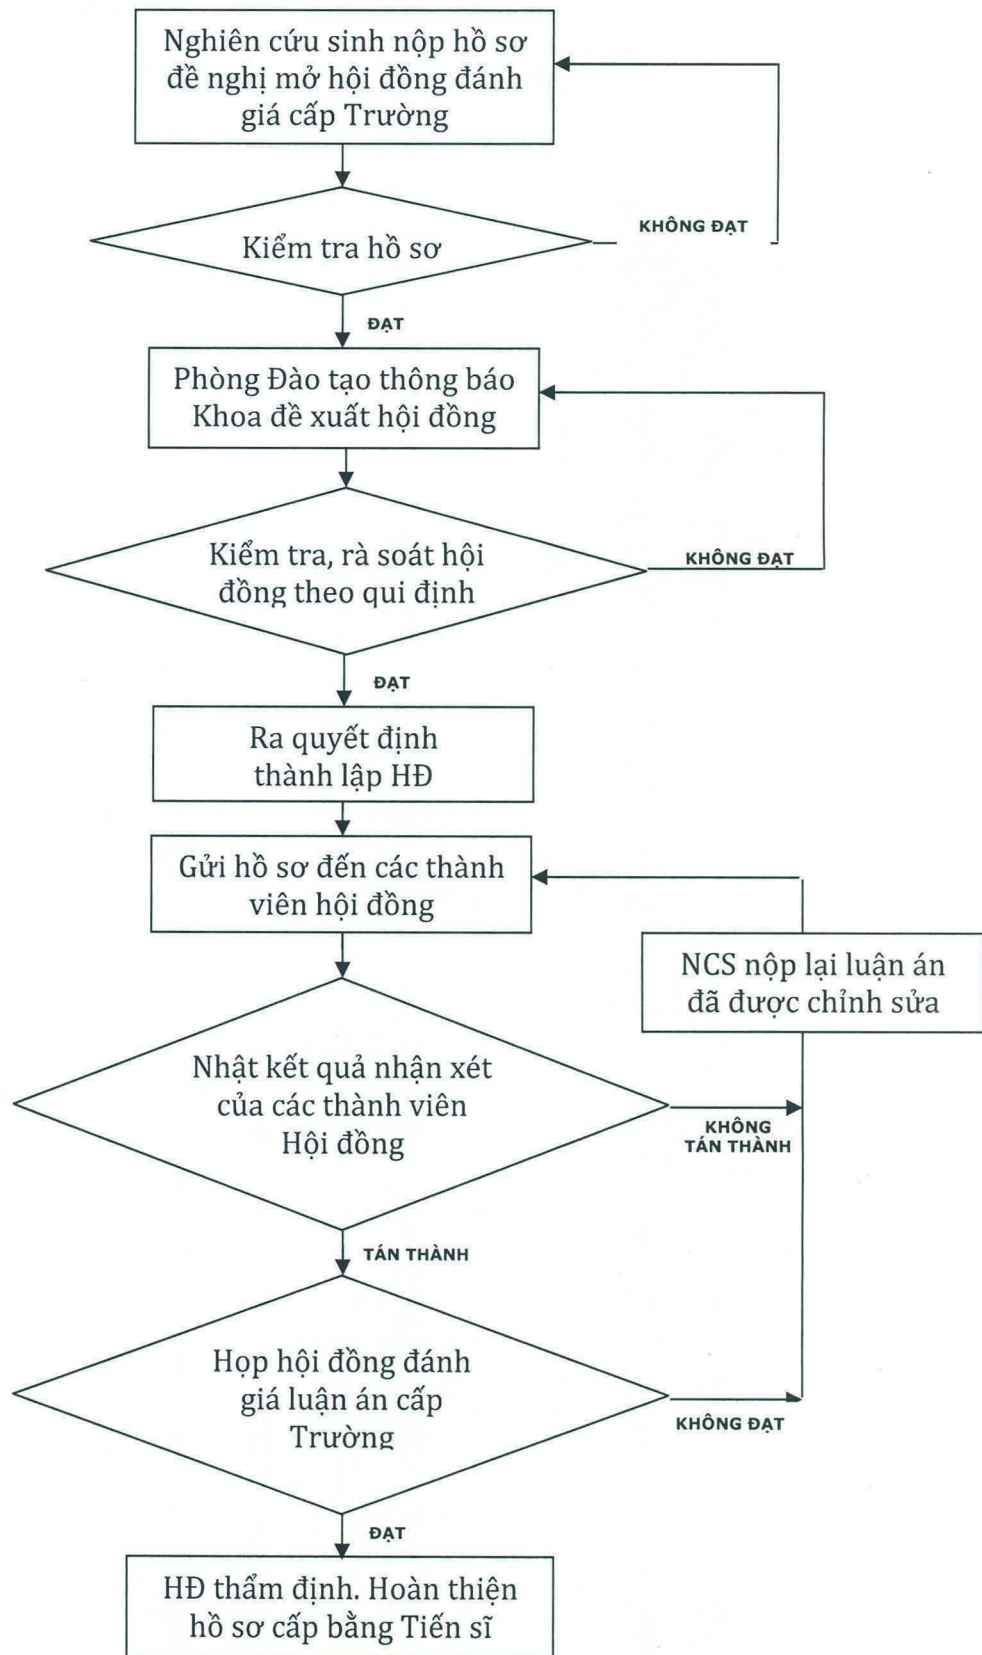 Nghiên cứu sinh nộp hồ sơ
đề nghị mở hội đồng đánh
giá cấp Trường
KHÔNG ĐẠT
Kiểm tra hồ sơ
ĐẠT
Phòng Đào tạo thông báo
Khoa đề xuất hội đồng
Kiểm tra, rà soát hội
đồng theo qui định
KHÔNG ĐẠT
ĐẠT
Ra quyết định
thành lập HĐ
Gửi hồ sơ đến các thành
viên hội đồng
NCS nộp lại luận án
đã được chỉnh sửa
Nhật kết quả nhận xét
của các thành viên
Hội đồng
KHÔNG
TÁN THÀNH
TÁN THÀNH
Họp hội đồng đánh
giá luận án cấp
Trường
KHÔNG ĐẠT
ĐẠT
HĐ thẩm định. Hoàn thiện
hồ sơ cấp bằng Tiến sĩ